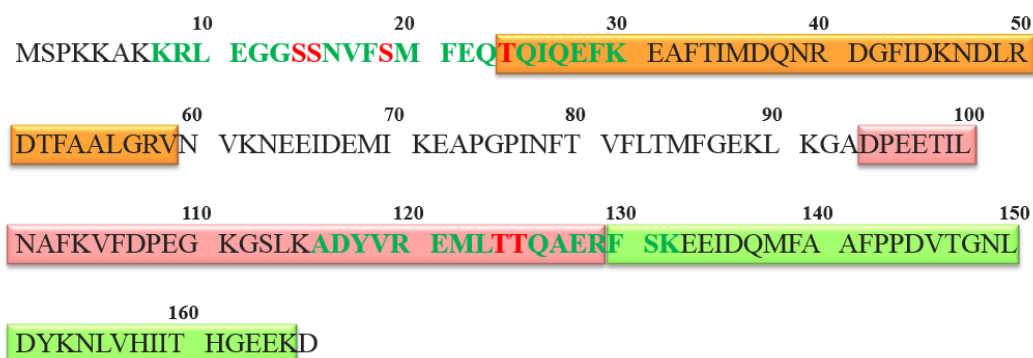 10 20 30 40 50
MSPKKAKKRL EGGSSNVFSM FEQTQIQEFK EAFTIMDQNR DGFIDKNDLR
60 70 80 90 100
DTFAALGRVN VKNEEIDEMI KEAPGPINFT VFLTMFGEKL KGADPEETIL
110 120 130 140 150
NAFKVFDPEG KGSLKADYVR EMLTTQAERF SKEEIDQMFA AFPPDVTGNL
160
DYKNLVHIIT HGEEKD